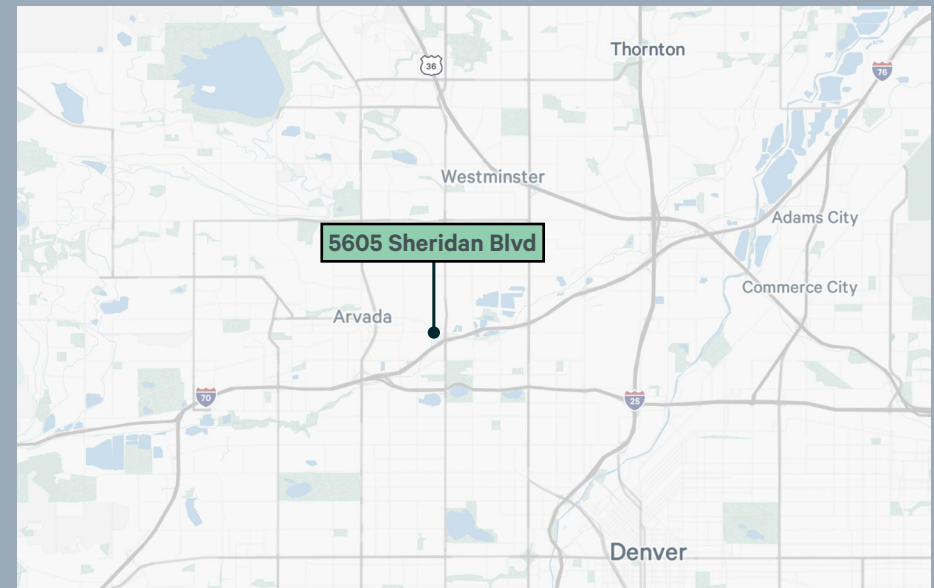 Thornton
36
76
Westminster
Adams City
5605 Sheridan Blvd
Commerce City
Arvada
70
25
Denver